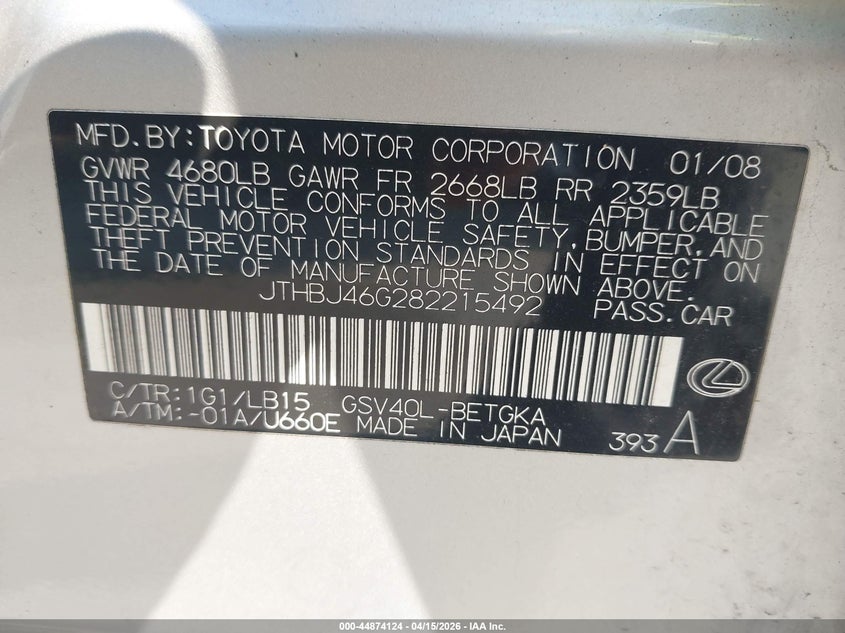 MFD.BY:TOYOTA MOTOR CORPORATION 01/08
GVWR 4680LB GAWR FR 2668LB RR 2359LB
THIS VEHICLE CONFORMS TO ALL APPLICABLE
FEDERAL MOTOR VEHICLE SAFETY,BUMPER,AND
THEFT PREVENTION STANDARDS IN EFFECT ON
THE DATE OF MANUFACTURE SHOWN ABOVE.
JTHBJ46G282215492 PASS.CAR
C/TR:1G1/LB15 GSV40L-BETGKA
A/TM:-01A/U660E MADE IN JAPAN 393 A
000-44874124 - 04/15/2026 - IAA Inc.